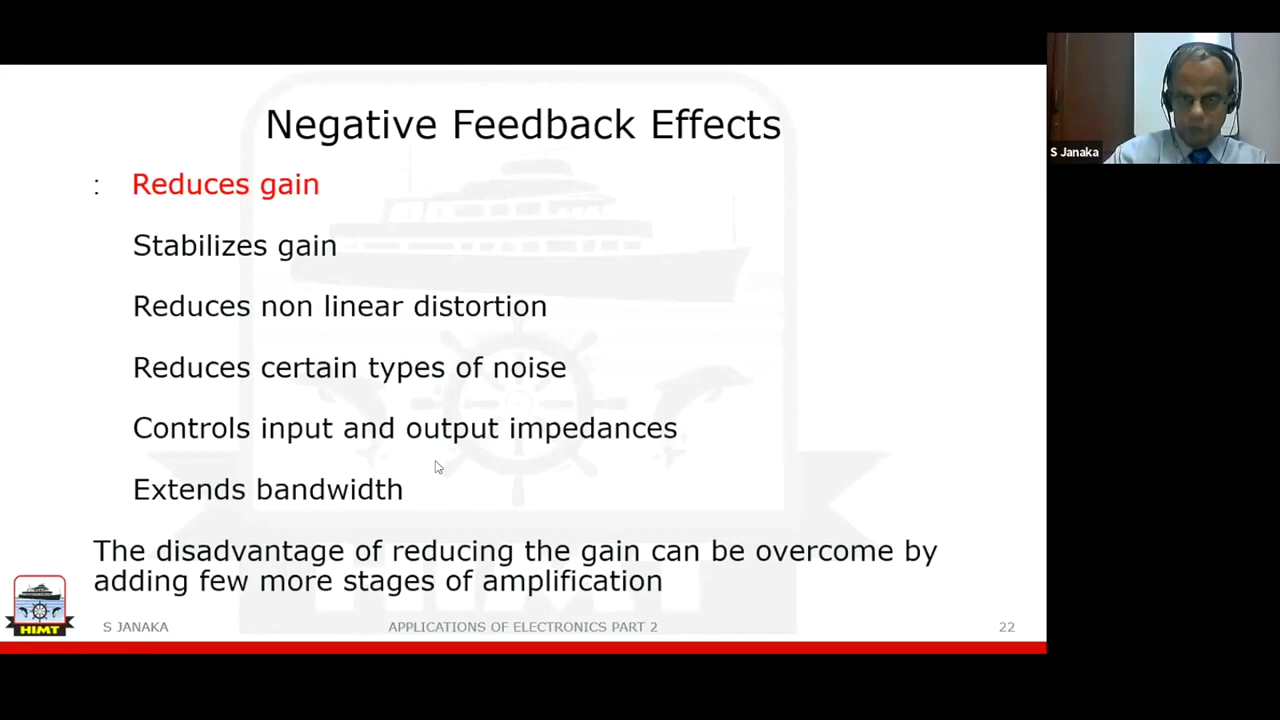 Negative Feedback Effects
: Reduces gain
Stabilizes gain
Reduces non linear distortion
Reduces certain types of noise
Controls input and output impedances
Extends bandwidth
The disadvantage of reducing the gain can be overcome by
adding few more stages of amplification
HIMT
S JANAKA
APPLICATIONS OF ELECTRONICS PART 2
22
S Janaka
HIMT